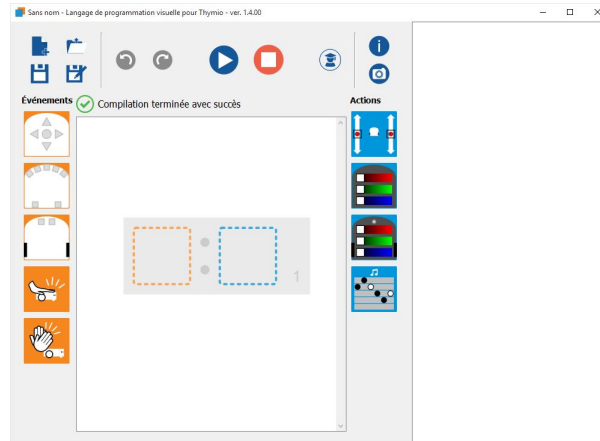 Sans nom - Langage de programmation visuelle pour Thymio - ver. 1.4.00
Événements
Compilation terminée avec succès
Actions
1